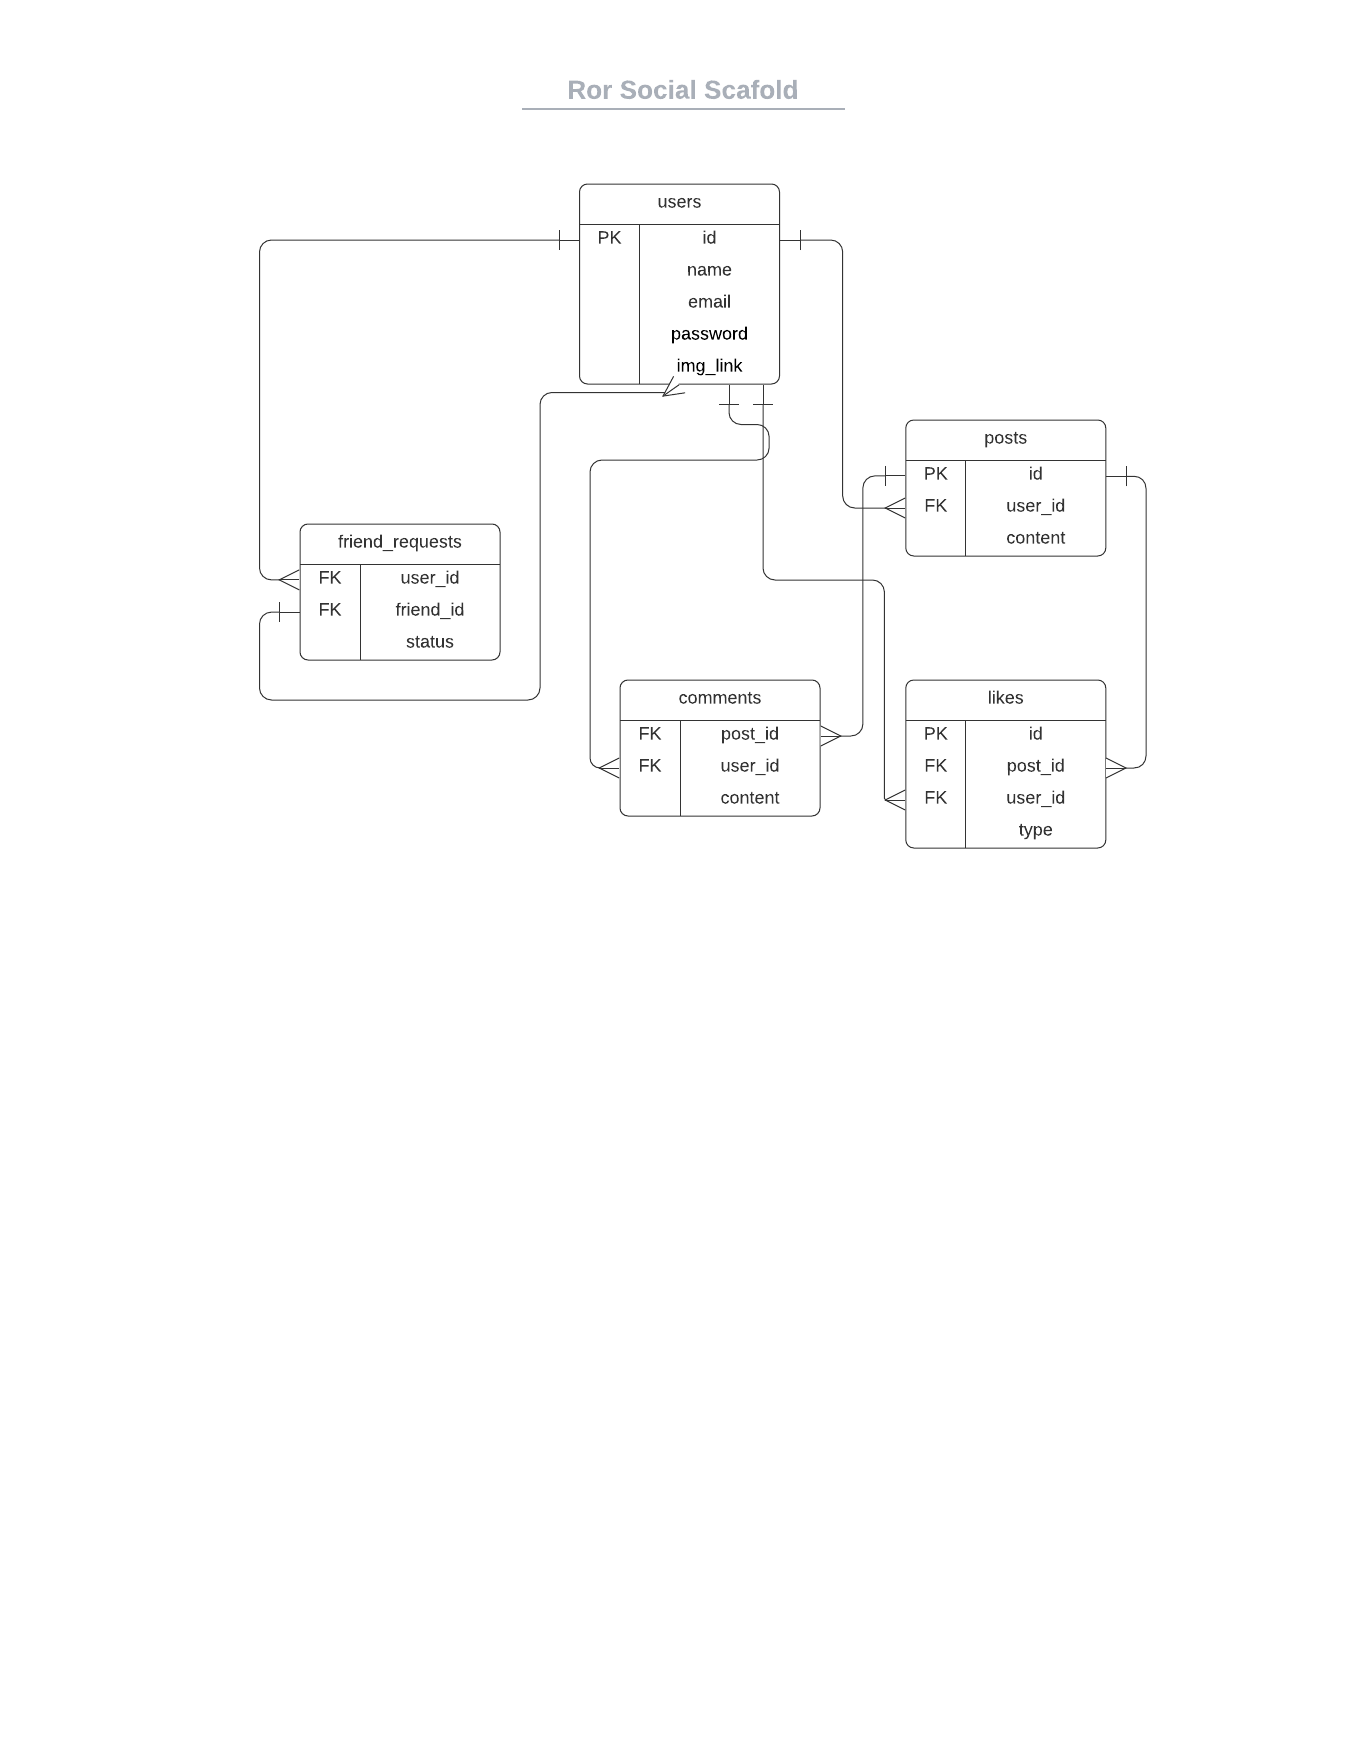 Ror Social Scafold
users
PK id
name
email
password
img_link
posts
PK id
FK user_id
content
friend_requests
FK user_id
FK friend_id
status
comments
FK post_id
FK user_id
content
likes
PK id
FK post_id
FK user_id
type